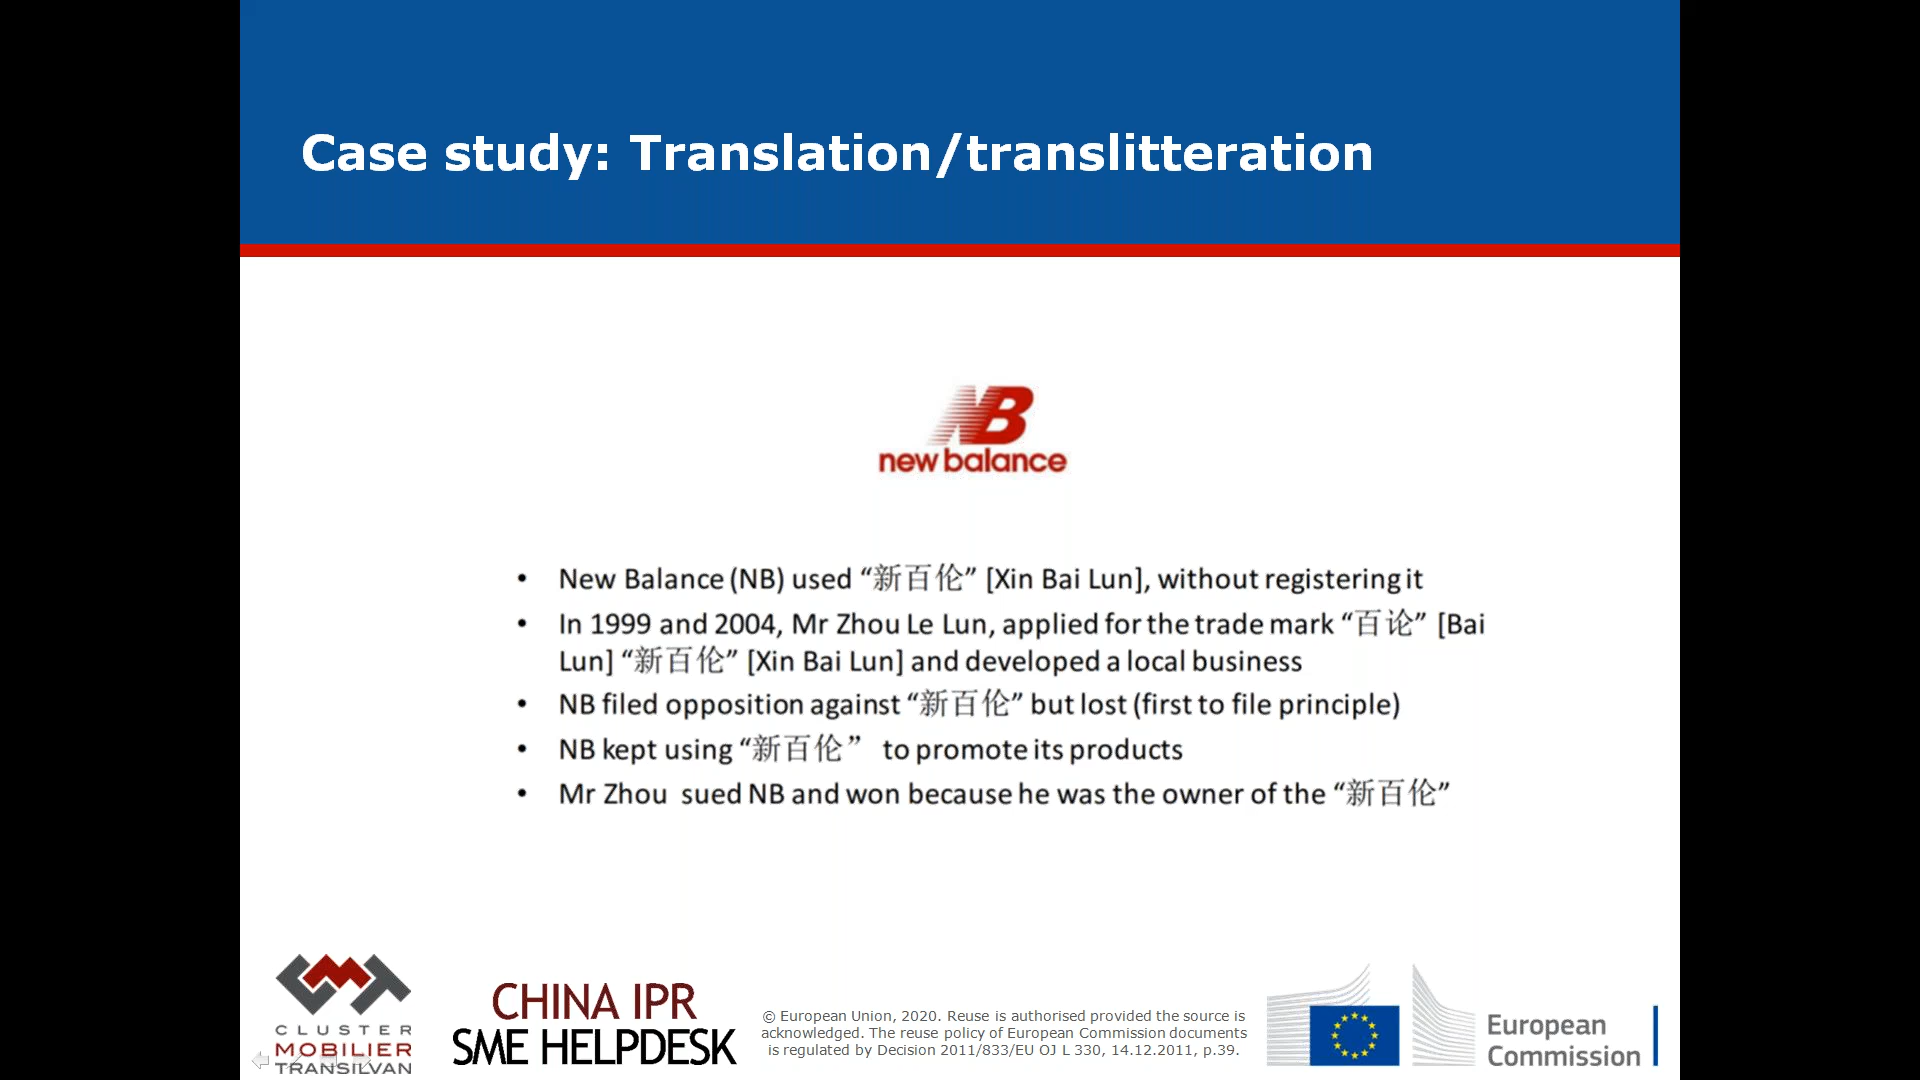 Case study: Translation/translitteration
NB
new balance
• New Balance (NB) used “新百伦” [Xin Bai Lun], without registering it
• In 1999 and 2004, Mr Zhou Le Lun, applied for the trade mark “百论” [Bai
Lun] “新百伦” [Xin Bai Lun] and developed a local business
• NB filed opposition against “新百伦” but lost (first to file principle)
• NB kept using “新百伦” to promote its products
• Mr Zhou sued NB and won because he was the owner of the “新百伦”
CLUSTER
MOBILIER
TRANSILVAN
CHINA IPR
SME HELPDESK
© European Union, 2020. Reuse is authorised provided the source is
acknowledged. The reuse policy of European Commission documents
is regulated by Decision 2011/833/EU OJ L 330, 14.12.2011, p.39.
European
Commission